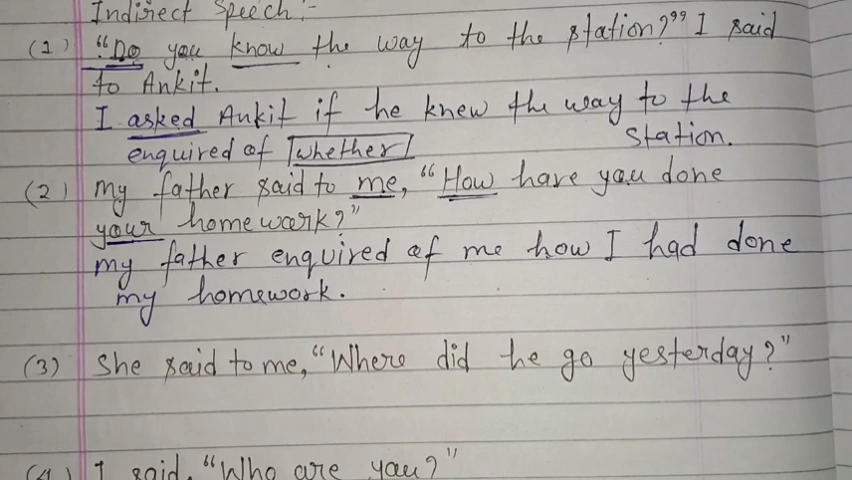 Indirect Speech :-
(1) "Do you know the way to the station?" I said
to Ankit.
I asked Ankit if he knew the way to the
enquired of whether station.
(2) My father said to me, "How have you done
your homework?"
My father enquired of me how I had done
my homework.
(3) She said to me, "Where did he go yesterday?"
(4) I said, "Who are you?"